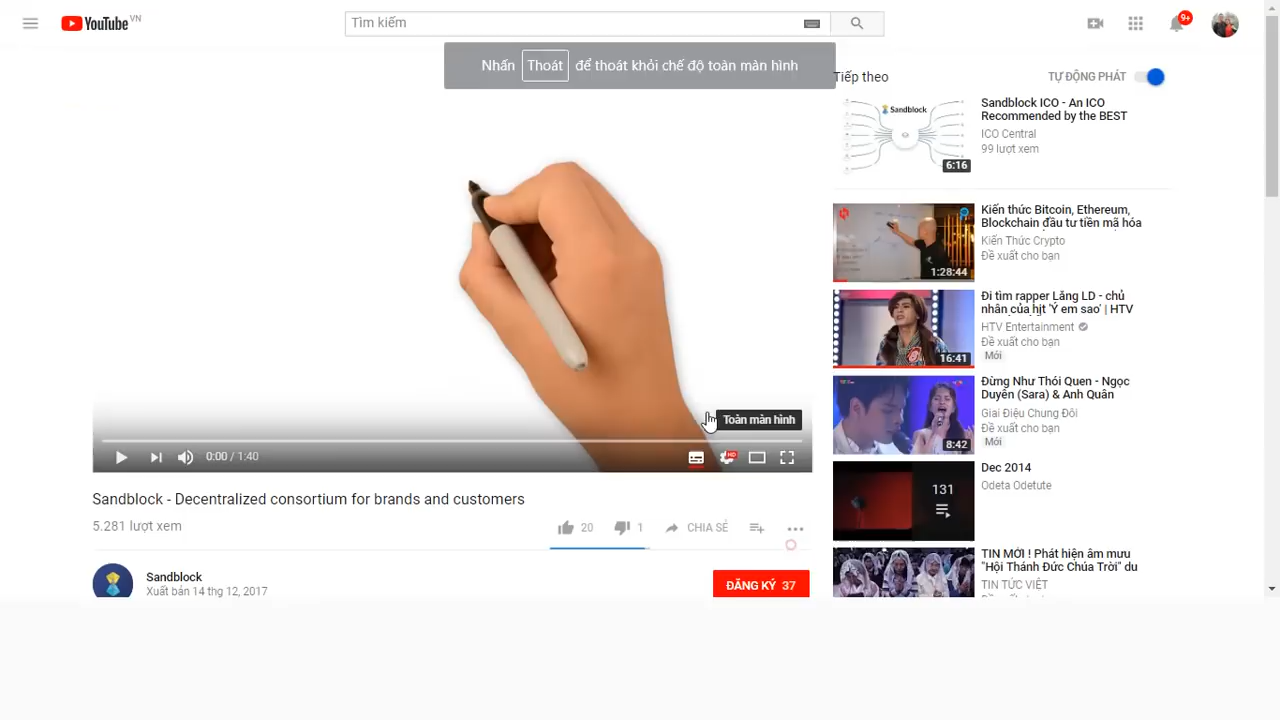 YouTube VN
Tìm kiếm
9+
Nhấn Thoát để thoát khỏi chế độ toàn màn hình
Tiếp theo
TỰ ĐỘNG PHÁT
Sandblock
6:16
Sandblock ICO - An ICO
Recommended by the BEST
ICO Central
99 lượt xem
1:28:44
Kiến thức Bitcoin, Ethereum,
Blockchain đầu tư tiền mã hóa
Kiến Thức Crypto
Đề xuất cho bạn
16:41
Đi tìm rapper Lăng LD - chủ
nhân của hit 'Ý em sao' | HTV
HTV Entertainment
Đề xuất cho bạn
Mới
8:42
Đừng Như Thói Quen - Ngọc
Duyên (Sara) & Anh Quân
Giai Điệu Chung Đôi
Đề xuất cho bạn
Mới
131
Dec 2014
Odeta Odetute
TIN MỚI ! Phát hiện âm mưu
"Hội Thánh Đức Chúa Trời" du
TIN TỨC VIỆT
Toàn màn hình
0:00 / 1:40
HD
Sandblock - Decentralized consortium for brands and customers
5.281 lượt xem
20
1
CHIA SẺ
Sandblock
Xuất bản 14 thg 12, 2017
ĐĂNG KÝ 37